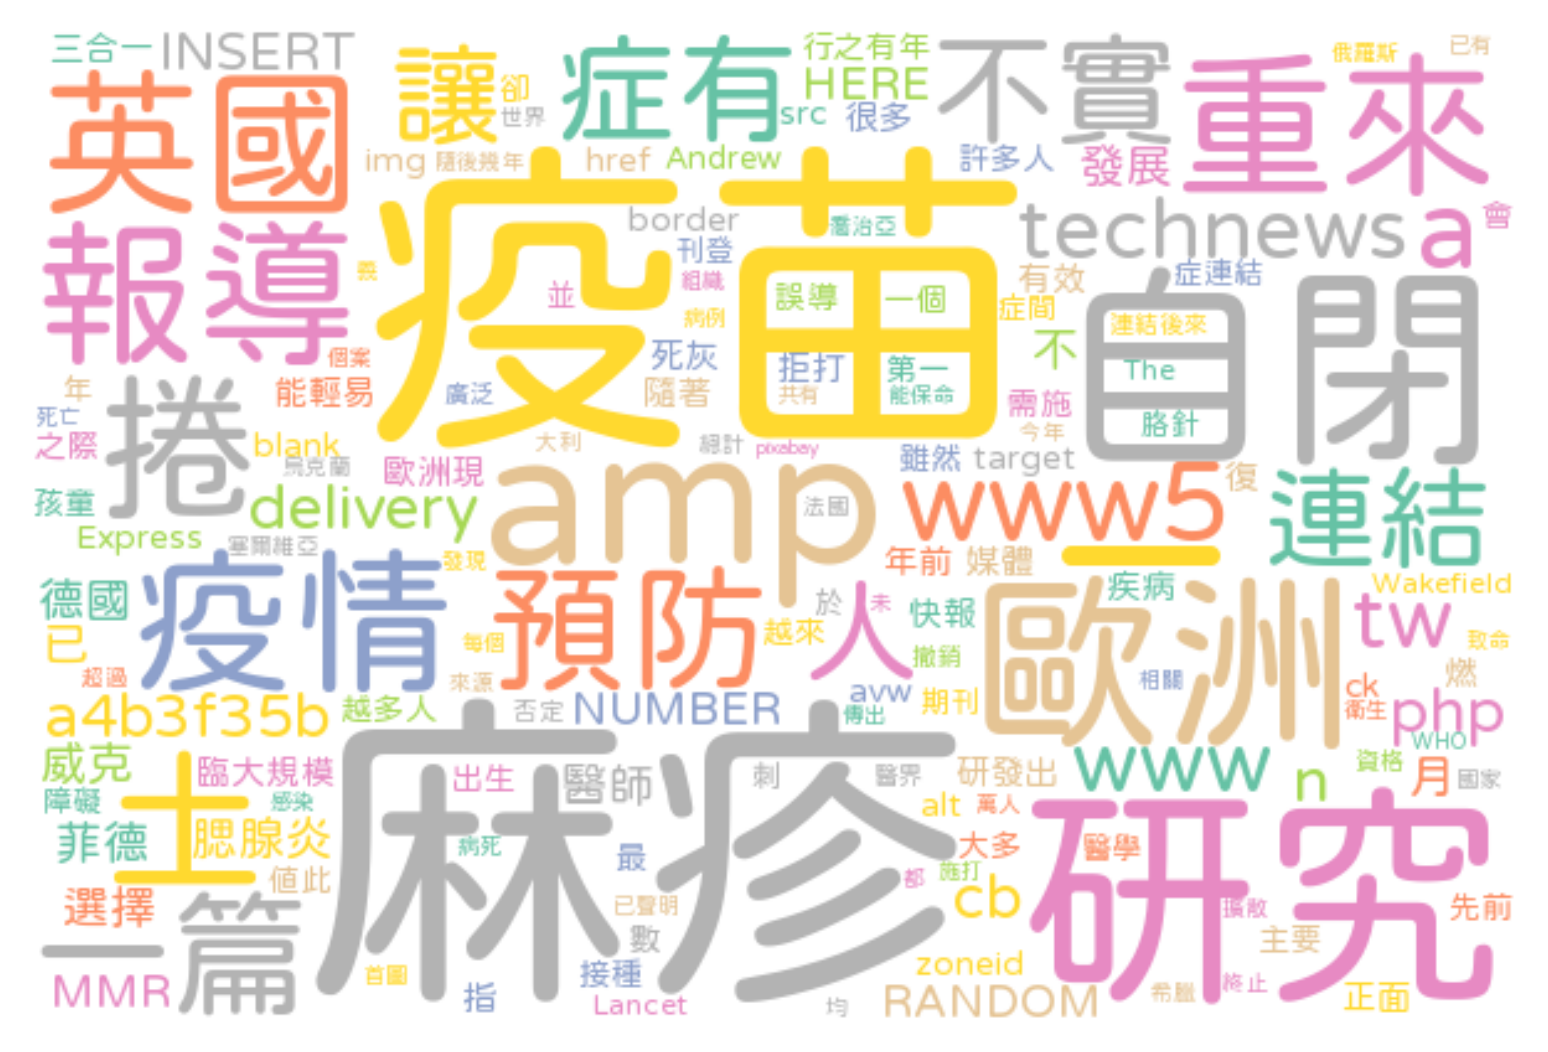 三合一 INSERT 讓 卻 症有 行之有年 不實 重來 俄羅斯 已有
英國 世界 src HERE 很多
img 隨後幾年 href Andrew 許多人 發展
報導 義 疫苗 border 喬治亞 technews a 會
刊登 組織 並 誤導 一個 有效 症連結
病例 症間 自閉 連結後來
個案 死灰 拒打 第一 不 The
年 捲 能輕易 廣泛 隨著 共有 能保命 需施 胳針
死亡 今年
之際 blank 大利 總計 pixabay 雖然 target
烏克蘭 歐洲現 amp www5 復 連結
孩童 delivery 法國
Express 塞爾維亞 發現 年前 媒體 一
德國 疫情 預防 於 人 未 快報 歐洲 疾病 Wakefield
已 每個 越來 tw 致命
超過 來源 撤銷 相關 燃
a4b3f35b 越多人 否定 NUMBER avw 傳出 期刊 ck 衛生 php
威克 士 臨大規模 麻疹 出生 醫師 刺 醫界 研發出 www n WHO 資格 月 國家
障礙 感染 alt 萬人 研究
菲德 腮腺炎 病死 最 大多 醫學
值此 都 施打
選擇 一篇 已聲明 cb 擴散 先前
數 主要
MMR 首圖 指 接種 zoneid
Lancet 均 RANDOM 希臘 終止 正面